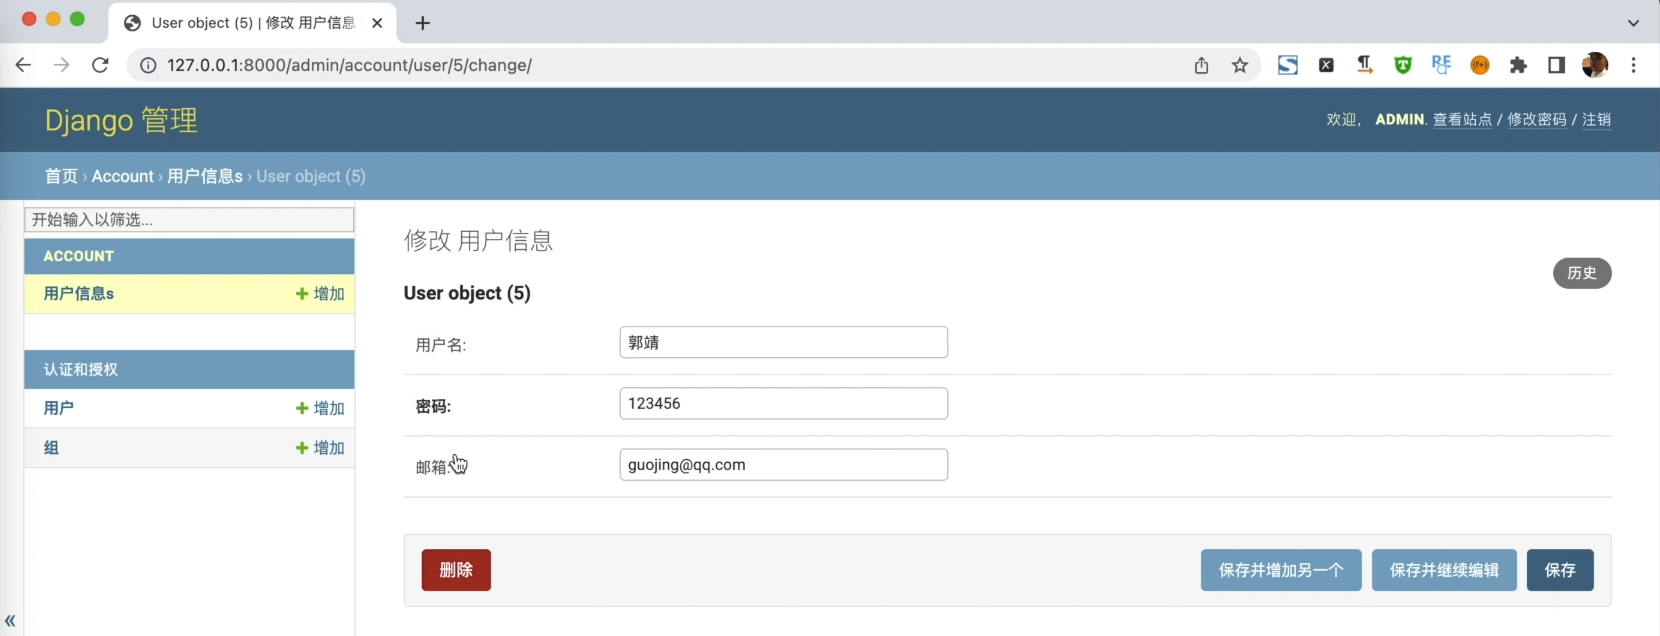 User object (5) | 修改 用户信息
127.0.0.1:8000/admin/account/user/5/change/
Django 管理
欢迎， ADMIN. 查看站点 / 修改密码 / 注销
首页 › Account › 用户信息s › User object (5)
开始输入以筛选...
ACCOUNT
用户信息s
增加
认证和授权
用户
增加
组
增加
修改 用户信息
历史
User object (5)
用户名:
郭靖
密码:
123456
邮箱:
guojing@qq.com
删除
保存并增加另一个
保存并继续编辑
保存
«